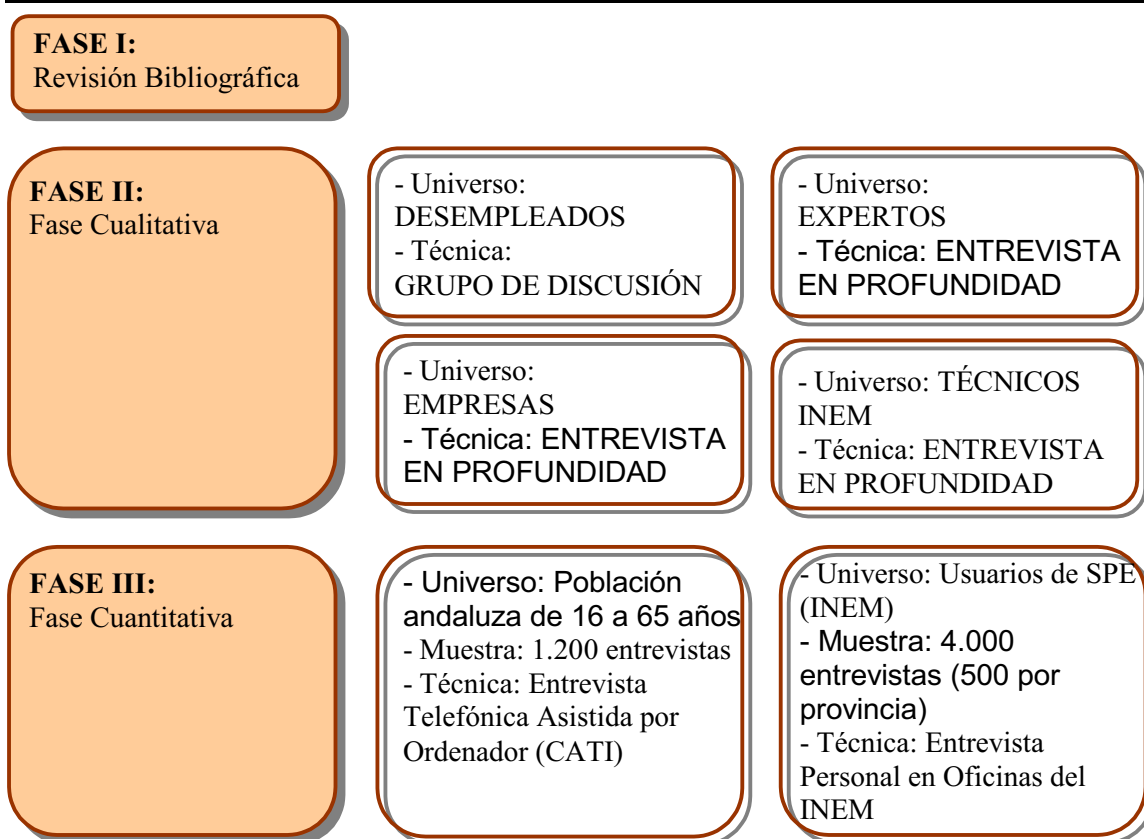 FASE I:
Revisión Bibliográfica
FASE II:
Fase Cualitativa
- Universo:
DESEMPLEADOS
- Técnica:
GRUPO DE DISCUSIÓN
- Universo:
EXPERTOS
- Técnica: ENTREVISTA
EN PROFUNDIDAD
- Universo:
EMPRESAS
- Técnica: ENTREVISTA
EN PROFUNDIDAD
- Universo: TÉCNICOS
INEM
- Técnica: ENTREVISTA
EN PROFUNDIDAD
FASE III:
Fase Cuantitativa
- Universo: Población
andaluza de 16 a 65 años
- Muestra: 1.200 entrevistas
- Técnica: Entrevista
Telefónica Asistida por
Ordenador (CATI)
- Universo: Usuarios de SPE
(INEM)
- Muestra: 4.000
entrevistas (500 por
provincia)
- Técnica: Entrevista
Personal en Oficinas del
INEM